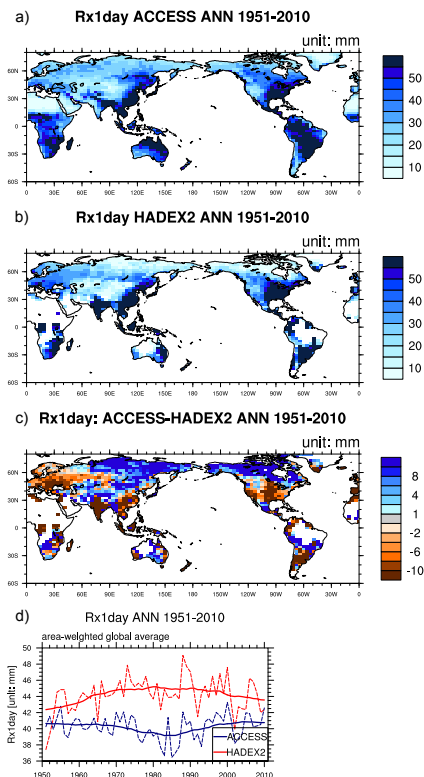 a) Rx1day ACCESS ANN 1951-2010
unit: mm
60N
30N
0
30S
60S
0 30E 60E 90E 120E 150E 180 150W 120W 90W 60W 30W 0
50
40
30
20
10
b) Rx1day HADEX2 ANN 1951-2010
unit: mm
60N
30N
0
30S
60S
0 30E 60E 90E 120E 150E 180 150W 120W 90W 60W 30W 0
50
40
30
20
10
c) Rx1day: ACCESS-HADEX2 ANN 1951-2010
unit: mm
60N
30N
0
30S
60S
0 30E 60E 90E 120E 150E 180 150W 120W 90W 60W 30W 0
8
4
1
-2
-6
-10
d) Rx1day ANN 1951-2010
area-weighted global average
Rx1day [unit: mm]
50
48
46
44
42
40
38
36
1950 1960 1970 1980 1990 2000 2010
ACCESS
HADEX2